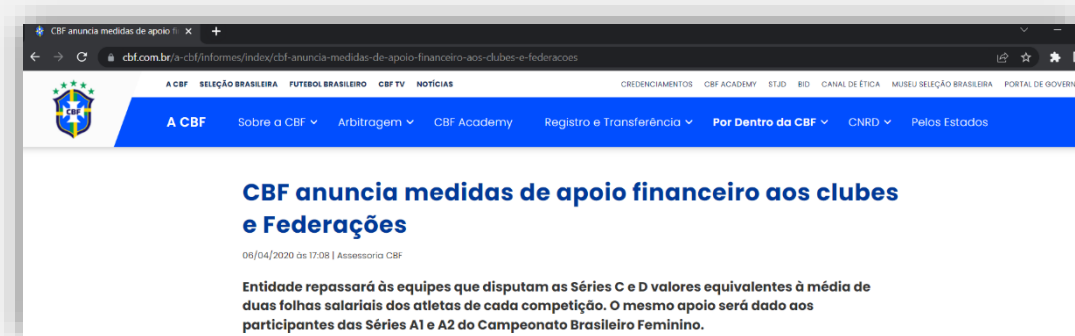 CBF anuncia medidas de apoio fi
cbf.com.br/a-cbf/informes/index/cbf-anuncia-medidas-de-apoio-financeiro-aos-clubes-e-federacoes
A CBF SELEÇÃO BRASILEIRA FUTEBOL BRASILEIRO CBF TV NOTÍCIAS CREDENCIAMENTOS CBF ACADEMY STJD BID CANAL DE ÉTICA MUSEU SELEÇÃO BRASILEIRA PORTAL DE GOVERN
CBF
A CBF Sobre a CBF Arbitragem CBF Academy Registro e Transferência Por Dentro da CBF CNRD Pelos Estados
CBF anuncia medidas de apoio financeiro aos clubes
e Federações
06/04/2020 às 17:08 | Assessoria CBF
Entidade repassará às equipes que disputam as Séries C e D valores equivalentes à média de
duas folhas salariais dos atletas de cada competição. O mesmo apoio será dado aos
participantes das Séries A1 e A2 do Campeonato Brasileiro Feminino.